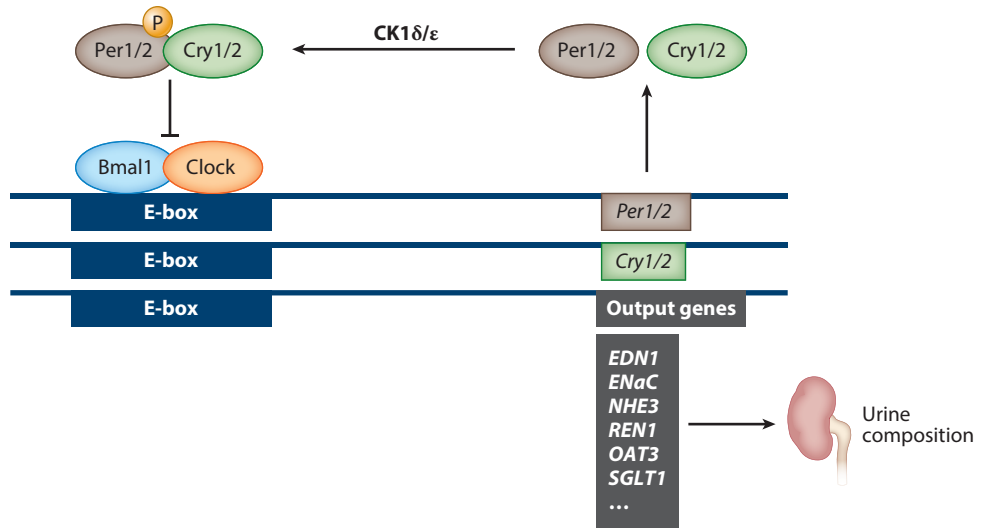 P
Per1/2
Cry1/2
CK1δ/ε
Per1/2
Cry1/2
Bmal1
Clock
E-box
Per1/2
E-box
Cry1/2
E-box
Output genes
EDN1
ENaC
NHE3
REN1
OAT3
SGLT1
...
Urine
composition